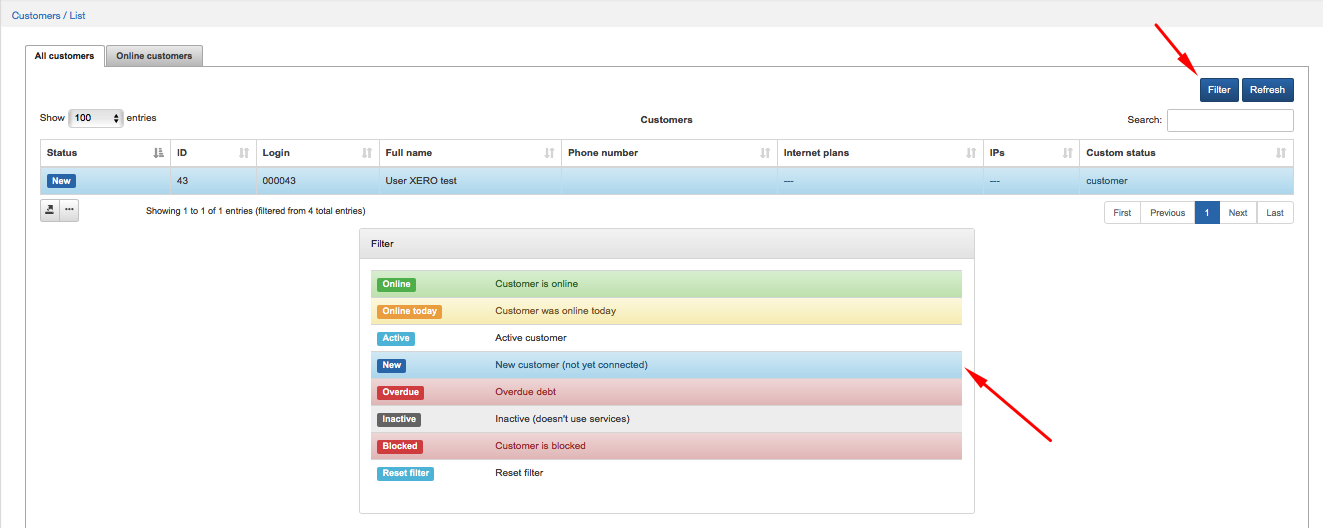 Customers / List
All customers Online customers
Filter Refresh
Show 100 entries Customers Search:
Status ID Login Full name Phone number Internet plans IPs Custom status
New 43 000043 User XERO test --- --- customer
Showing 1 to 1 of 1 entries (filtered from 4 total entries) First Previous 1 Next Last
Filter
Online Customer is online
Online today Customer was online today
Active Active customer
New New customer (not yet connected)
Overdue Overdue debt
Inactive Inactive (doesn't use services)
Blocked Customer is blocked
Reset filter Reset filter